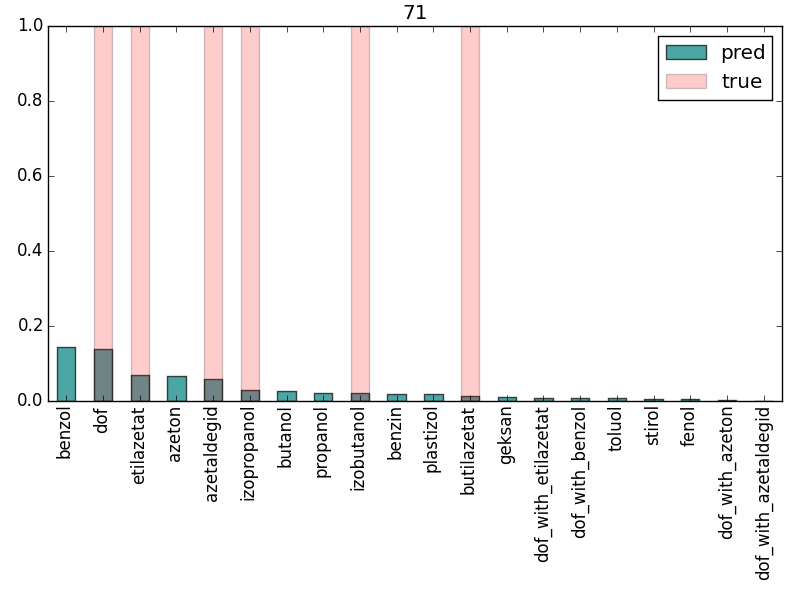 71
1.0
0.8
0.6
0.4
0.2
0.0
pred
true
benzol
dof
etilazetat
azeton
azetaldegid
izopropanol
butanol
propanol
izobutanol
benzin
plastizol
butilazetat
geksan
dof_with_etilazetat
dof_with_benzol
toluol
stirol
fenol
dof_with_azeton
dof_with_azetaldegid